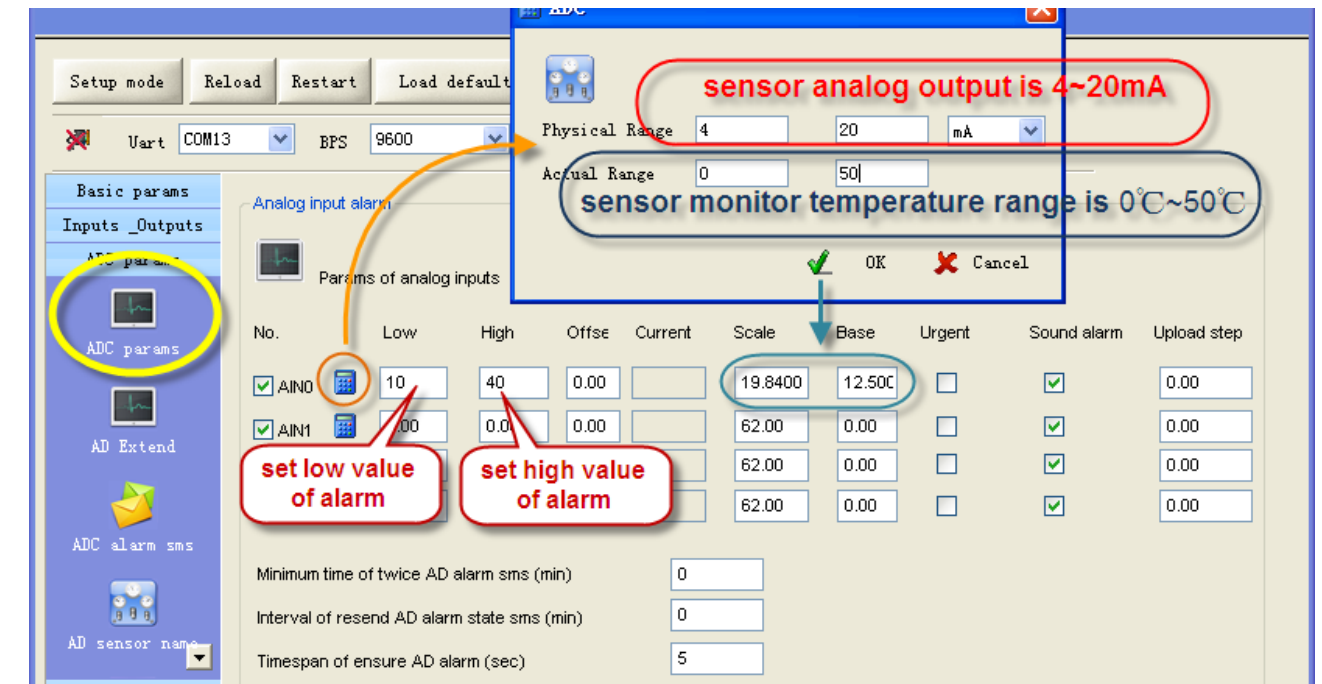 ADC
Setup mode Reload Restart Load default
sensor analog output is 4~20mA
Physical Range 4 20 mA
Uart COM13 BPS 9600
Actual Range 0 50
sensor monitor temperature range is 0℃~50℃
OK Cancel
Basic params
Inputs _Outputs
ADC params
ADC params
AD Extend
ADC alarm sms
AD sensor name
Analog input alarm
Params of analog inputs
No. Low High Offse Current Scale Base Urgent Sound alarm Upload step
AIN0 10 40 0.00 19.8400 12.500 0.00
AIN1 0.00 0.00 62.00 0.00 0.00
62.00 0.00 0.00
62.00 0.00 0.00
set low value
of alarm
set high value
of alarm
Minimum time of twice AD alarm sms (min) 0
Interval of resend AD alarm state sms (min) 0
Timespan of ensure AD alarm (sec) 5